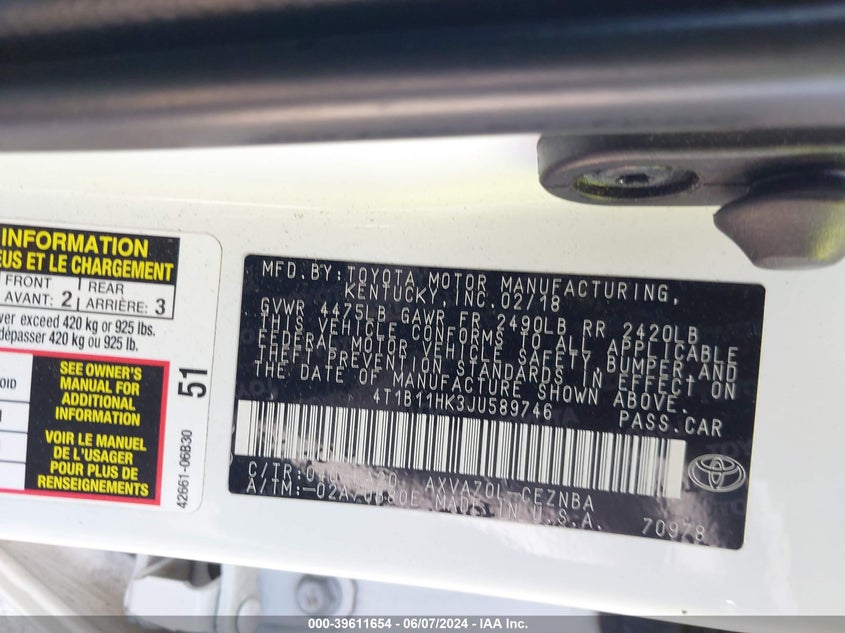 INFORMATION
EUS ET LE CHARGEMENT
FRONT
AVANT: 2
REAR
ARRIÈRE: 3
ver exceed 420 kg or 925 lbs.
dépasser 420 kg ou 925 lb.
OID
SEE OWNER'S
MANUAL FOR
ADDITIONAL
INFORMATION
VOIR LE MANUEL
DE L'USAGER
POUR PLUS DE
RENSEIGNEMENTS
51
42661-06B30
MFD.BY:TOYOTA MOTOR MANUFACTURING,
KENTUCKY,INC.02/18
GVWR 4475LB GAWR FR 2490LB RR 2420LB
THIS VEHICLE CONFORMS TO ALL APPLICABLE
FEDERAL MOTOR VEHICLE SAFETY,BUMPER,AND
THEFT PREVENTION STANDARDS IN EFFECT ON
THE DATE OF MANUFACTURE SHOWN ABOVE.
4T1B11HK3JU589746
PASS.CAR
C/TR: AXVA70L-CEZNBA
A/TM: MADE IN U.S.A.
70978
000-39611654 - 06/07/2024 - IAA Inc.